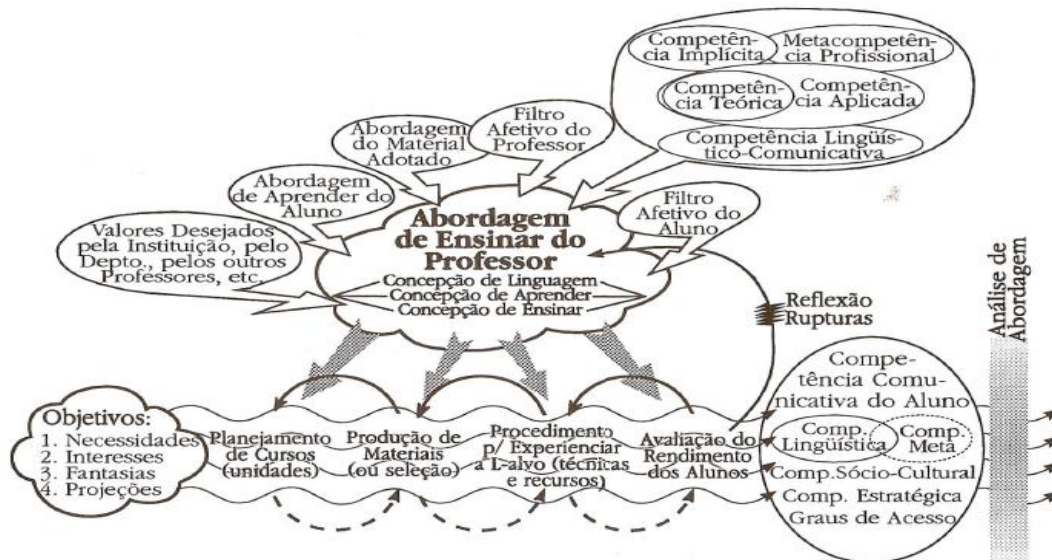 Competên-
cia Implícita
Metacompetên-
cia Profissional
Competên-
cia Teórica
Competên-
cia Aplicada
Competência Lingüís-
tico-Comunicativa
Filtro
Afetivo do
Professor
Abordagem
do Material
Adotado
Abordagem
de Aprender do
Aluno
Valores Desejados
pela Instituição, pelo
Depto., pelos outros
Professores, etc.
Filtro
Afetivo do
Aluno
Abordagem
de Ensinar do
Professor
Concepção de Linguagem
Concepção de Aprender
Concepção de Ensinar
Reflexão
Rupturas
Análise de
Abordagem
Objetivos:
1. Necessidades
2. Interesses
3. Fantasias
4. Projeções
Planejamento
de Cursos
(unidades)
Produção de
Materiais
(ou seleção)
Procedimento
p/ Experienciar
a L-alvo (técnicas
e recursos)
Avaliação do
Rendimento
dos Alunos
Compe-
tência Comu-
nicativa do Aluno
Comp.
Lingüística
Comp.
Meta
Comp.Sócio-Cultural
Comp. Estratégica
Graus de Acesso